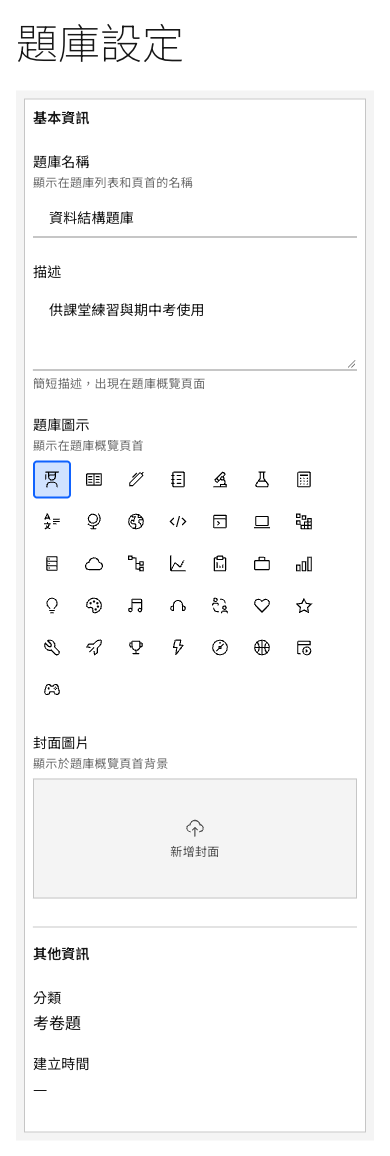 題庫設定
基本資訊
題庫名稱
顯示在題庫列表和頁首的名稱
資料結構題庫
描述
供課堂練習與期中考使用
簡短描述，出現在題庫概覽頁面
題庫圖示
顯示在題庫概覽頁首
封面圖片
顯示於題庫概覽頁首背景
新增封面
其他資訊
分類
考卷題
建立時間
—